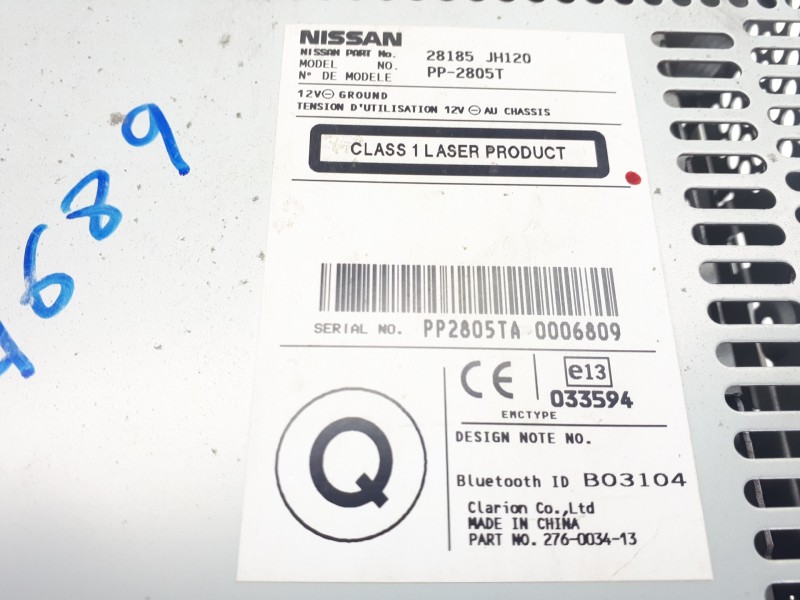 NISSAN
NISSAN PART No. 28185 JH120
MODEL NO. PP-2805T
N° DE MODELE
12V⊖ GROUND
TENSION D'UTILISATION 12V ⊖ AU CHASSIS
CLASS 1 LASER PRODUCT
SERIAL NO. PP2805TA 0006809
CE e13
033594
EMCTYPE
DESIGN NOTE NO.
Q
Bluetooth ID B03104
Clarion Co.,Ltd
MADE IN CHINA
PART NO. 276-0034-13
4689